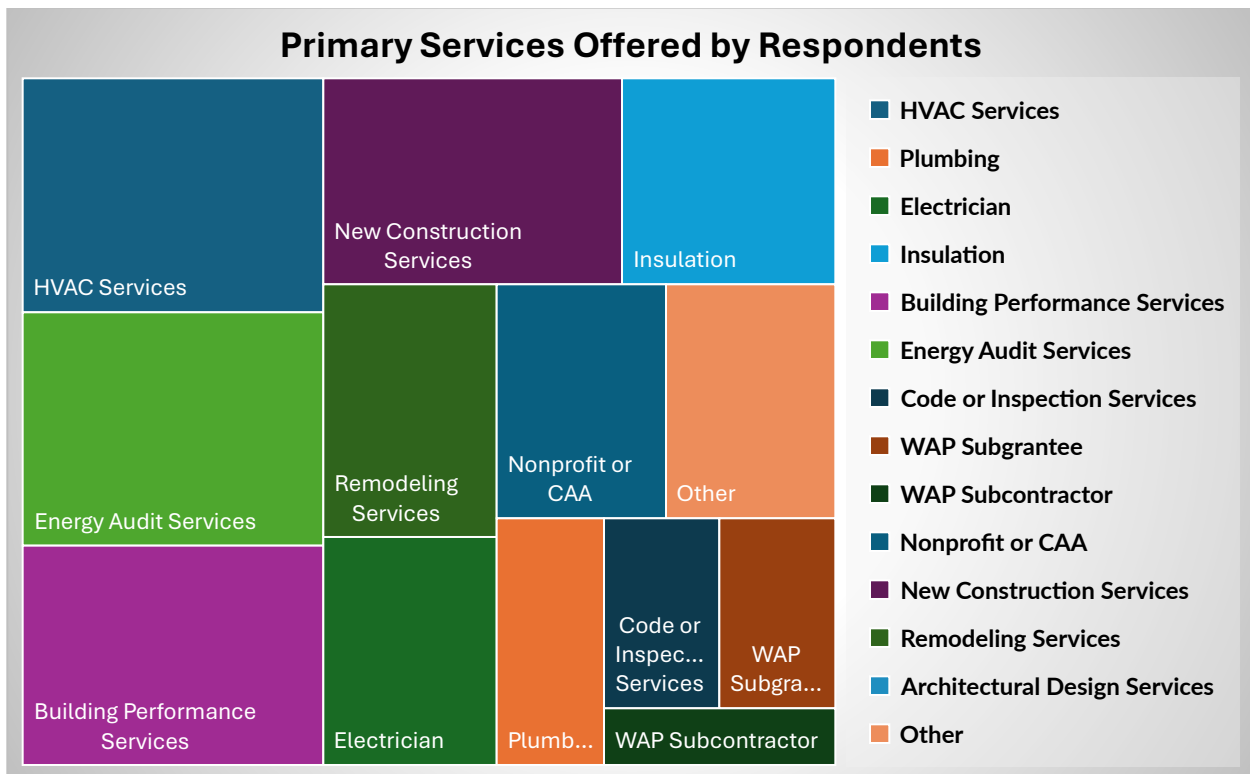 Primary Services Offered by Respondents
HVAC Services
Energy Audit Services
Building Performance
Services
New Construction
Services
Insulation
Remodeling
Services
Nonprofit or
CAA
Other
Electrician
Plumb...
Code or
Inspec...
Services
WAP
Subgra...
WAP Subcontractor
HVAC Services
Plumbing
Electrician
Insulation
Building Performance Services
Energy Audit Services
Code or Inspection Services
WAP Subgrantee
WAP Subcontractor
Nonprofit or CAA
New Construction Services
Remodeling Services
Architectural Design Services
Other